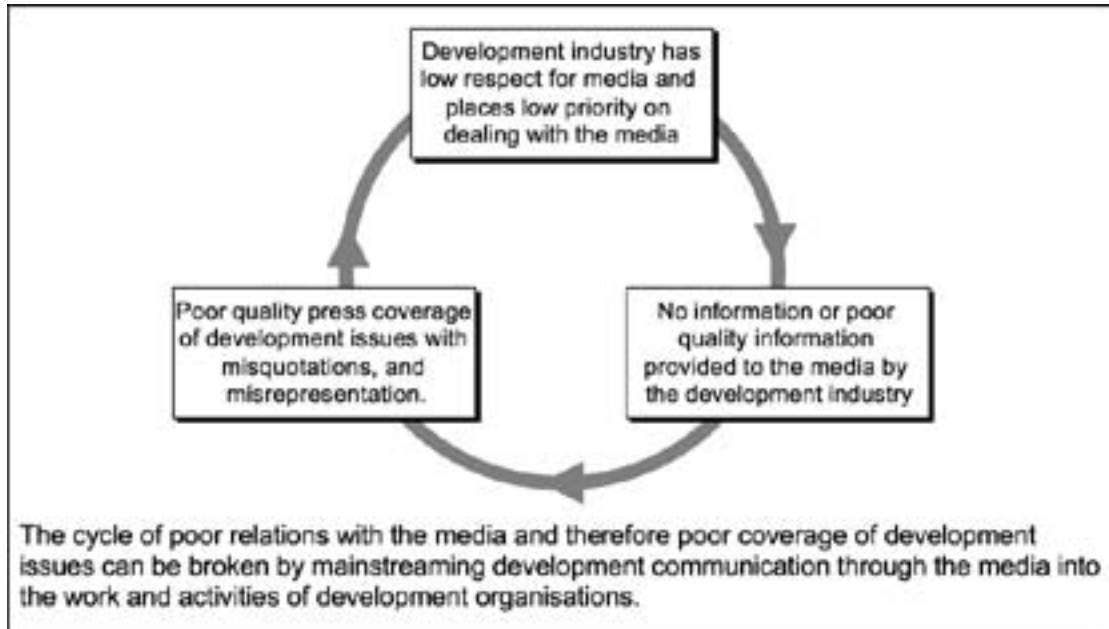 Development industry has
low respect for media and
places low priority on
dealing with the media
Poor quality press coverage
of development issues with
misquotations, and
misrepresentation.
No information or poor
quality information
provided to the media by
the development industry
The cycle of poor relations with the media and therefore poor coverage of development
issues can be broken by mainstreaming development communication through the media into
the work and activities of development organisations.